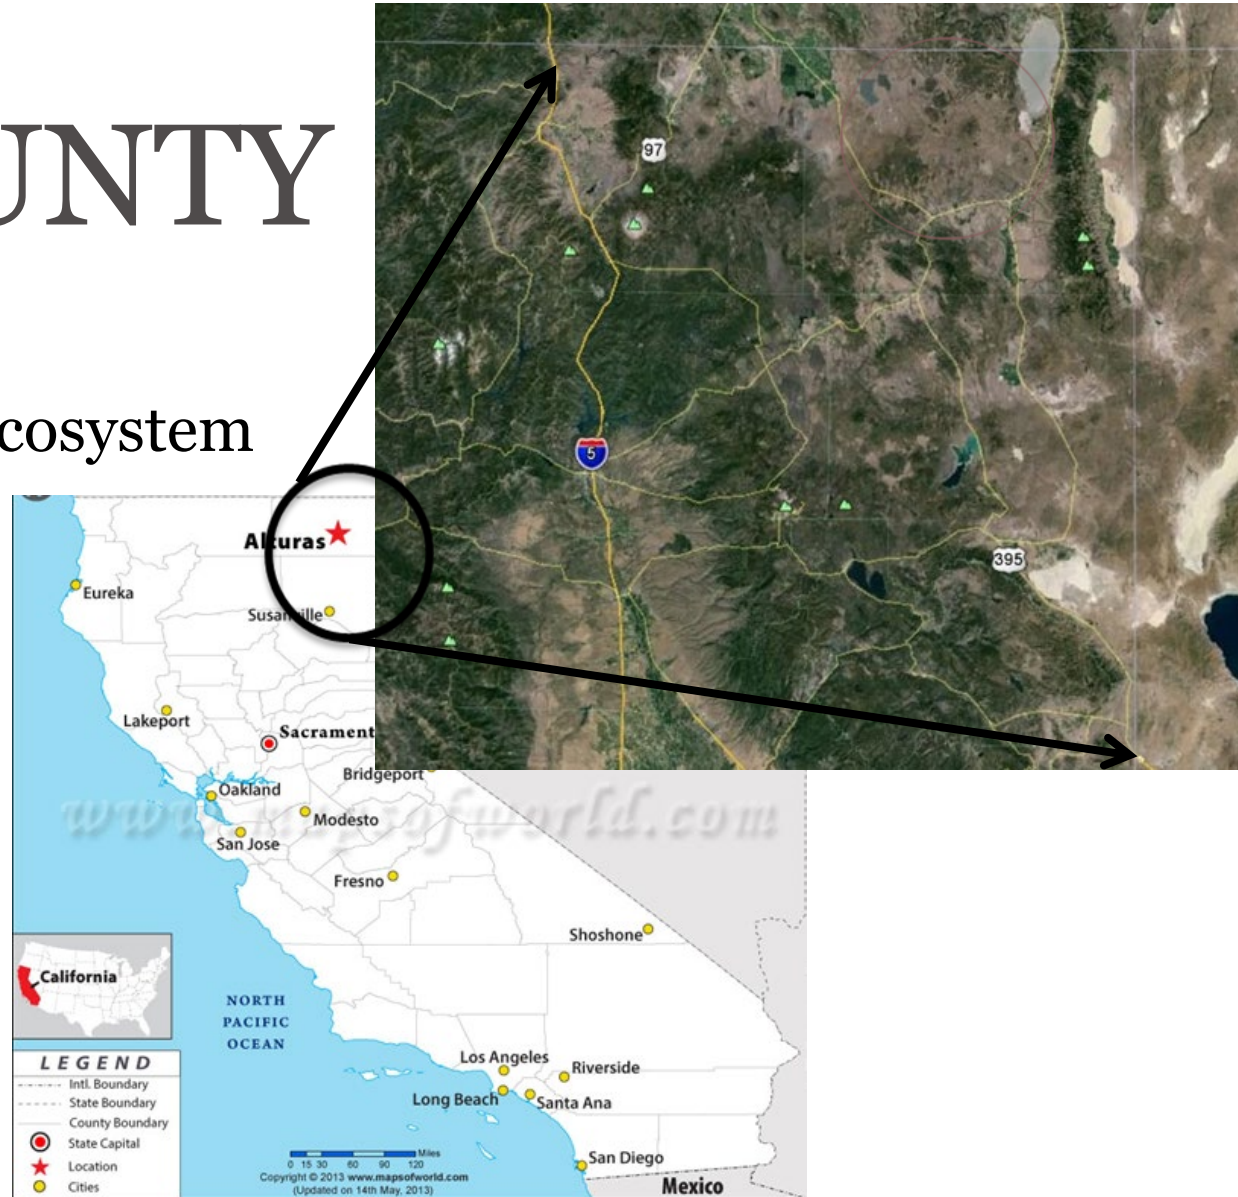 UNTY
cosystem
97
5
395
Alturas
Eureka
Susanville
Lakeport
Sacrament
Bridgeport
Oakland
www.mapsofworld.com
Modesto
San Jose
Fresno
Shoshone
California
NORTH
PACIFIC
OCEAN
LEGEND
Intl. Boundary
State Boundary
County Boundary
State Capital
Location
Cities
Los Angeles
Riverside
Long Beach
Santa Ana
San Diego
Mexico
Miles
0 15 30 60 90 120
Copyright © 2013 www.mapsofworld.com
(Updated on 14th May, 2013)